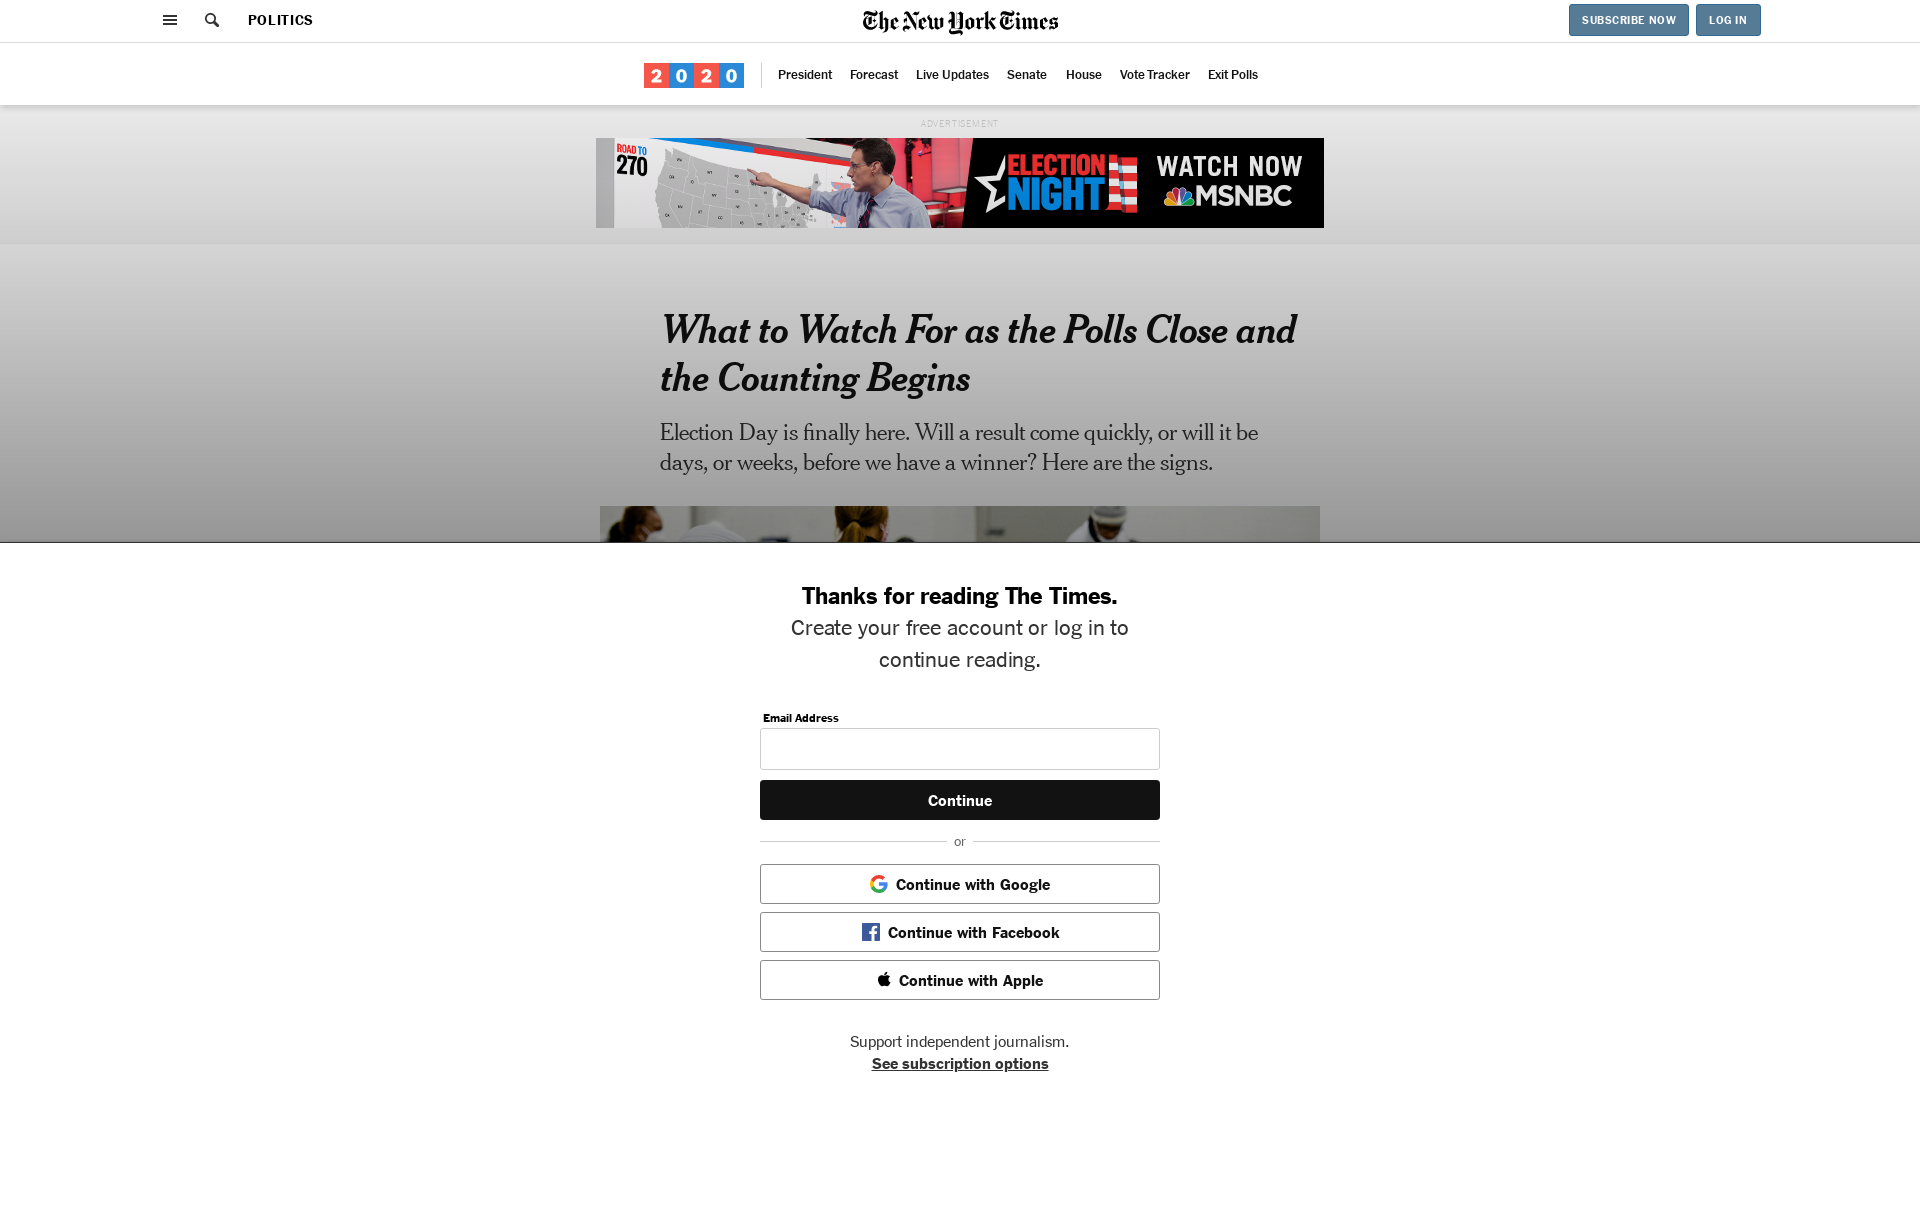 POLITICS
The New York Times
SUBSCRIBE NOW
LOG IN
2020
President
Forecast
Live Updates
Senate
House
Vote Tracker
Exit Polls
ADVERTISEMENT
ROAD TO
270
ELECTION
NIGHT
WATCH NOW
MSNBC
What to Watch For as the Polls Close and
the Counting Begins
Election Day is finally here. Will a result come quickly, or will it be
days, or weeks, before we have a winner? Here are the signs.
Thanks for reading The Times.
Create your free account or log in to
continue reading.
Email Address
Continue
or
Continue with Google
Continue with Facebook
Continue with Apple
Support independent journalism.
See subscription options